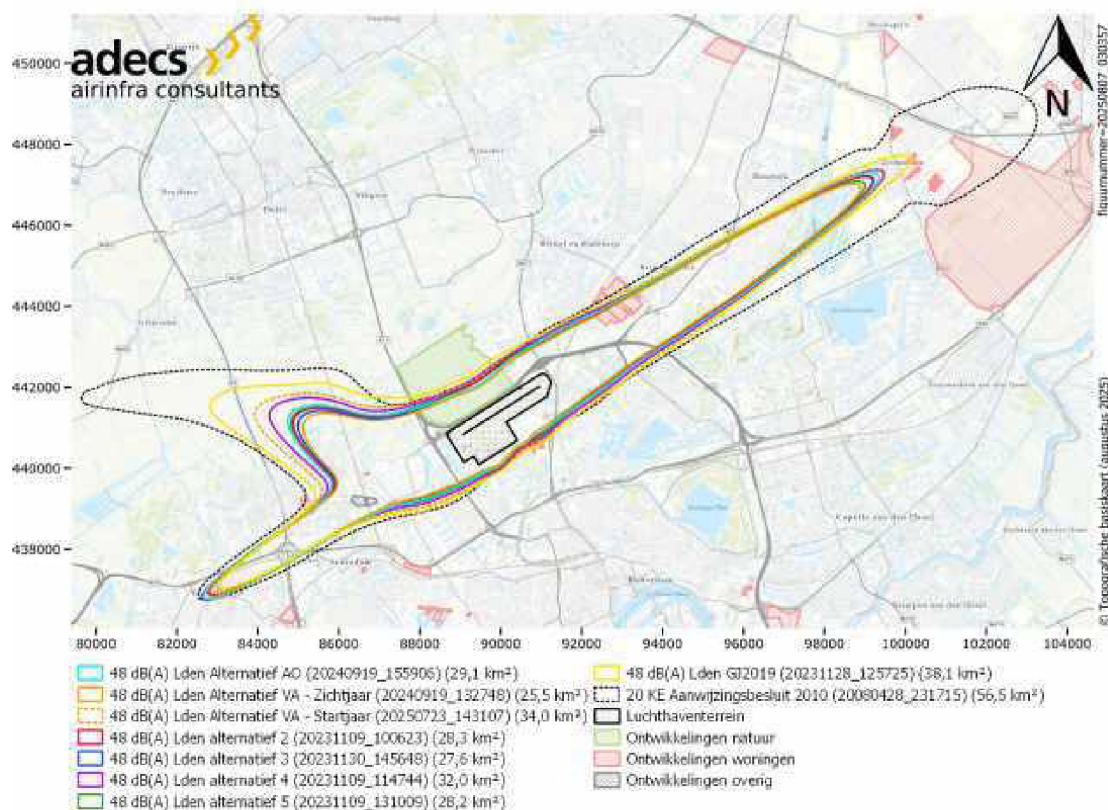 adecs
airinfra consultants
N
figuurnummer=20250807_030357
© Topografische basiskaart (augustus 2025)
450000
448000
446000
444000
442000
440000
438000
80000 82000 84000 86000 88000 90000 92000 94000 96000 98000 100000 102000 104000
48 dB(A) Lden Alternatief AO (20240919_155906) (29,1 km²)
48 dB(A) Lden Alternatief VA - Zichtjaar (20240919_132748) (25,5 km²)
48 dB(A) Lden Alternatief VA - Startjaar (20250723_143107) (34,0 km²)
48 dB(A) Lden alternatief 2 (20231109_100623) (28,3 km²)
48 dB(A) Lden alternatief 3 (20231130_145648) (27,6 km²)
48 dB(A) Lden alternatief 4 (20231109_114744) (32,0 km²)
48 dB(A) Lden alternatief 5 (20231109_131009) (28,2 km²)
48 dB(A) Lden GJ2019 (20231128_125725) (38,1 km²)
20 KE Aanwijzingsbesluit 2010 (20080428_231715) (56,5 km²)
Luchthaventerrein
Ontwikkelingen natuur
Ontwikkelingen woningen
Ontwikkelingen overig